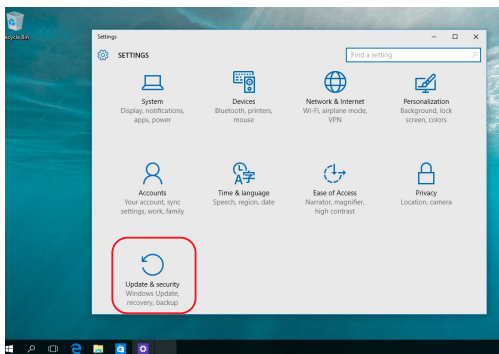 Recycle Bin
Settings
SETTINGS
Find a setting
System
Display, notifications,
apps, power
Devices
Bluetooth, printers,
mouse
Network & Internet
Wi-Fi, airplane mode,
VPN
Personalization
Background, lock
screen, colors
Accounts
Your account, sync
settings, work, family
Time & language
Speech, region, date
Ease of Access
Narrator, magnifier,
high contrast
Privacy
Location, camera
Update & security
Windows Update,
recovery, backup